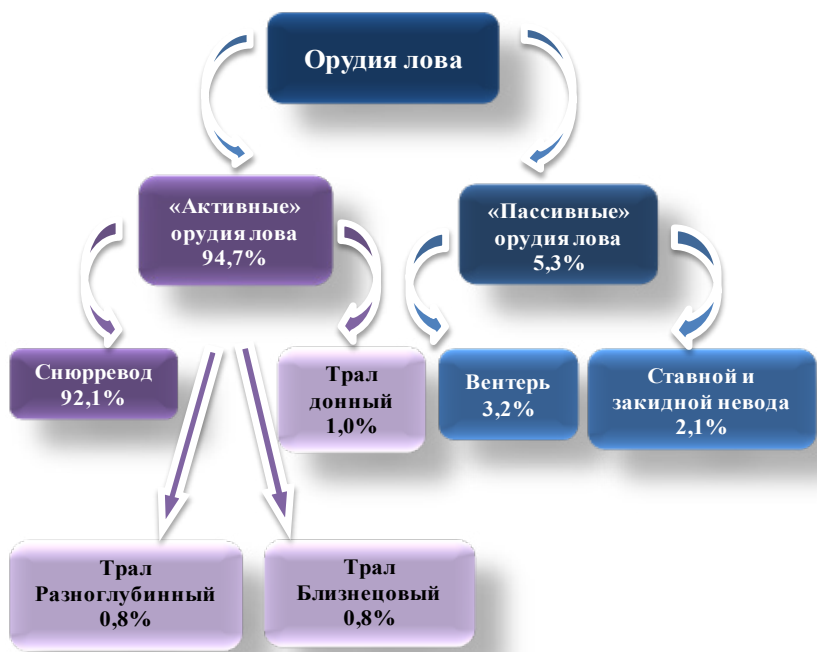 Орудия лова
«Активные»
орудия лова
94,7%
«Пассивные»
орудия лова
5,3%
Снюрревод
92,1%
Трал
донный
1,0%
Вентерь
3,2%
Ставной и
закидной невода
2,1%
Трал
Разноглубинный
0,8%
Трал
Близнецовый
0,8%